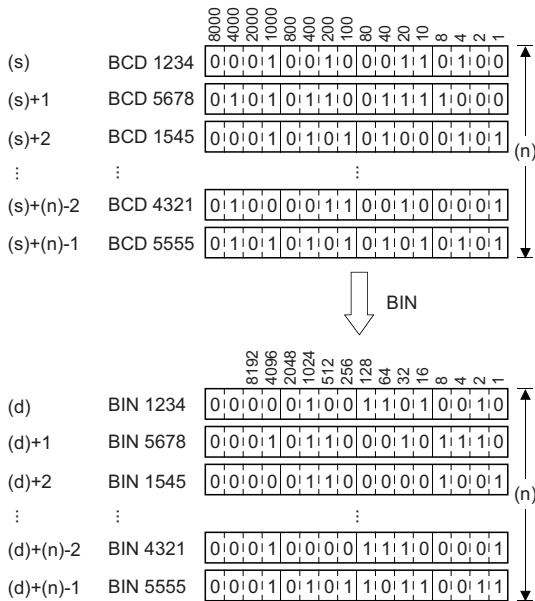 8000 4000 2000 1000 800 400 200 100 80 40 20 10 8 4 2 1
(s) BCD 1234 0 0 0 1 0 0 1 0 0 0 1 1 0 1 0 0
(s)+1 BCD 5678 0 1 0 1 0 1 1 0 0 1 1 1 1 0 0 0
(s)+2 BCD 1545 0 0 0 1 0 1 0 1 0 1 0 0 0 1 0 1
(n)
⋮ ⋮ ⋮
(s)+(n)-2 BCD 4321 0 1 0 0 0 0 1 1 0 0 1 0 0 0 0 1
(s)+(n)-1 BCD 5555 0 1 0 1 0 1 0 1 0 1 0 1 0 1 0 1
BIN
8192 4096 2048 1024 512 256 128 64 32 16 8 4 2 1
(d) BIN 1234 0 0 0 0 0 1 0 0 1 1 0 1 0 0 1 0
(d)+1 BIN 5678 0 0 0 1 0 1 1 0 0 0 1 0 1 1 1 0
(d)+2 BIN 1545 0 0 0 0 0 1 1 0 0 0 0 0 1 0 0 1
(n)
⋮ ⋮ ⋮
(d)+(n)-2 BIN 4321 0 0 0 1 0 0 0 0 1 1 1 0 0 0 0 1
(d)+(n)-1 BIN 5555 0 0 0 1 0 1 0 1 1 0 1 1 0 0 1 1